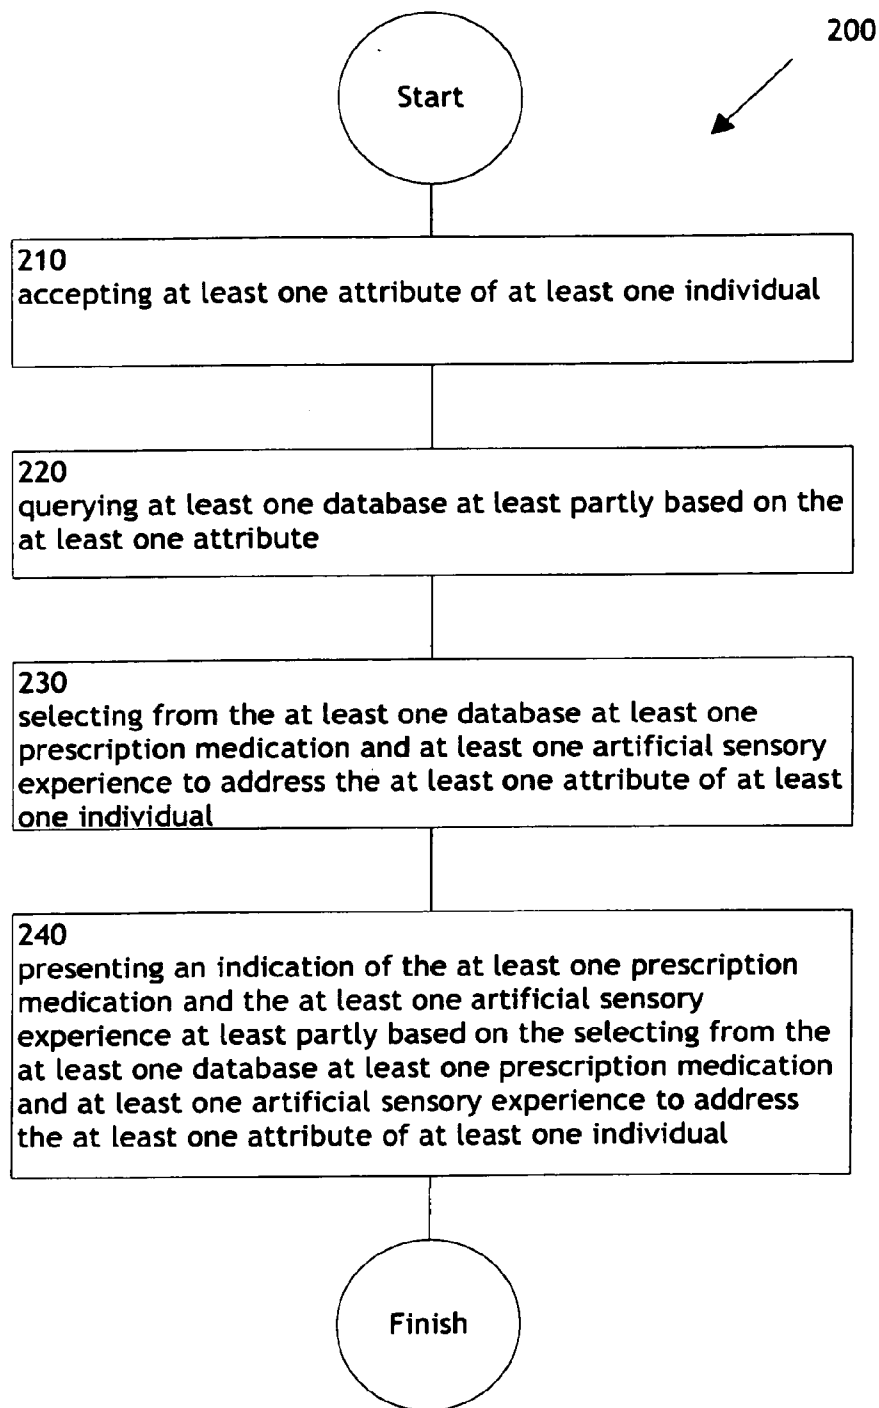 200
Start
210
accepting at least one attribute of at least one individual
220
querying at least one database at least partly based on the
at least one attribute
230
selecting from the at least one database at least one
prescription medication and at least one artificial sensory
experience to address the at least one attribute of at least
one individual
240
presenting an indication of the at least one prescription
medication and the at least one artificial sensory
experience at least partly based on the selecting from the
at least one database at least one prescription medication
and at least one artificial sensory experience to address
the at least one attribute of at least one individual
Finish